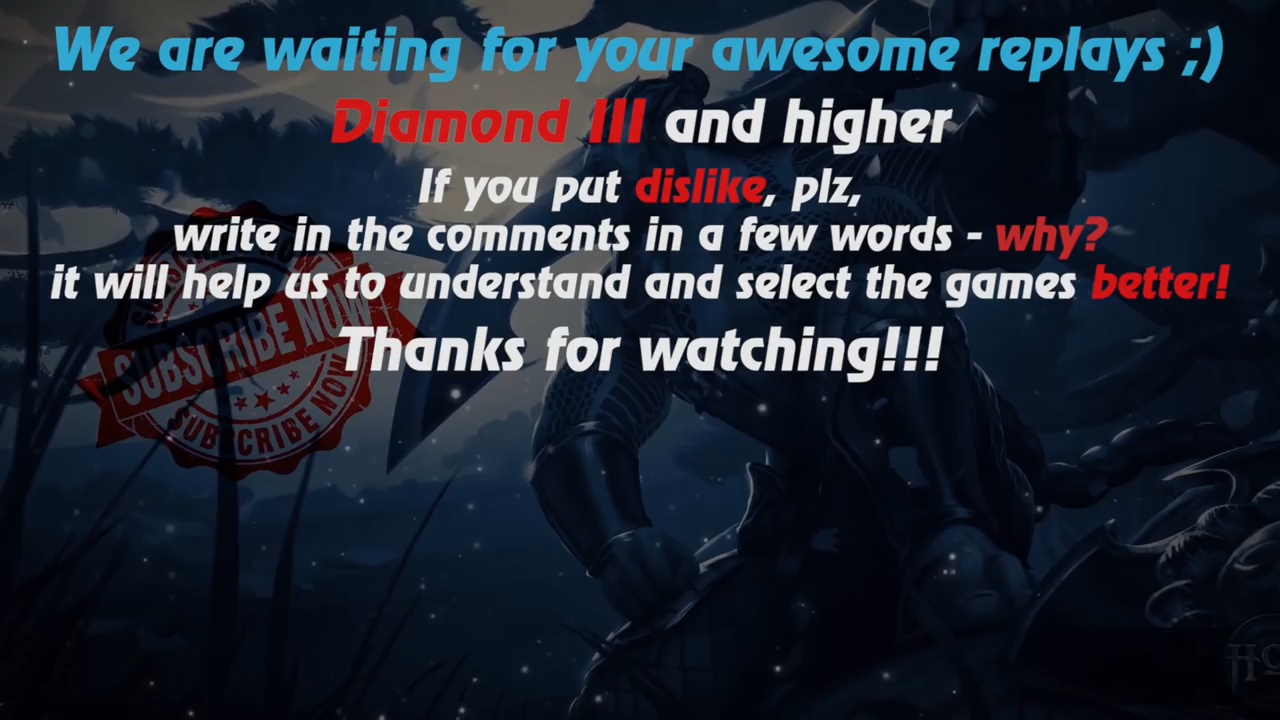 We are waiting for your awesome replays ;)
Diamond III and higher
If you put dislike, plz,
write in the comments in a few words - why?
it will help us to understand and select the games better!
Thanks for watching!!!
SUBSCRIBE NOW
SUBSCRIBE NOW